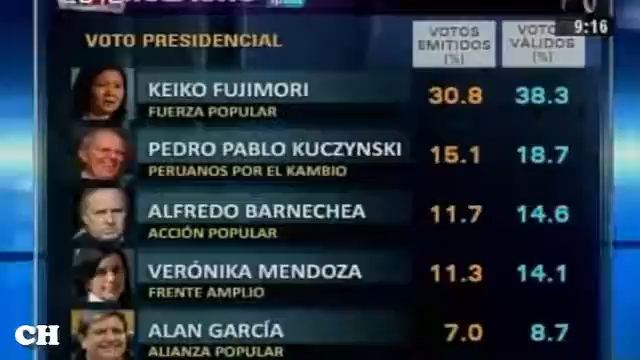 9:16
VOTO PRESIDENCIAL
VOTOS EMITIDOS (%)
VÁLIDOS (%)
KEIKO FUJIMORI 30.8 38.3
FUERZA POPULAR
PEDRO PABLO KUCZYNSKI 15.1 18.7
PERUANOS POR EL KAMBIO
ALFREDO BARNECHEA 11.7 14.6
ACCIÓN POPULAR
VERÓNIKA MENDOZA 11.3 14.1
FRENTE AMPLIO
ALAN GARCÍA 7.0 8.7
ALIANZA POPULAR
CH